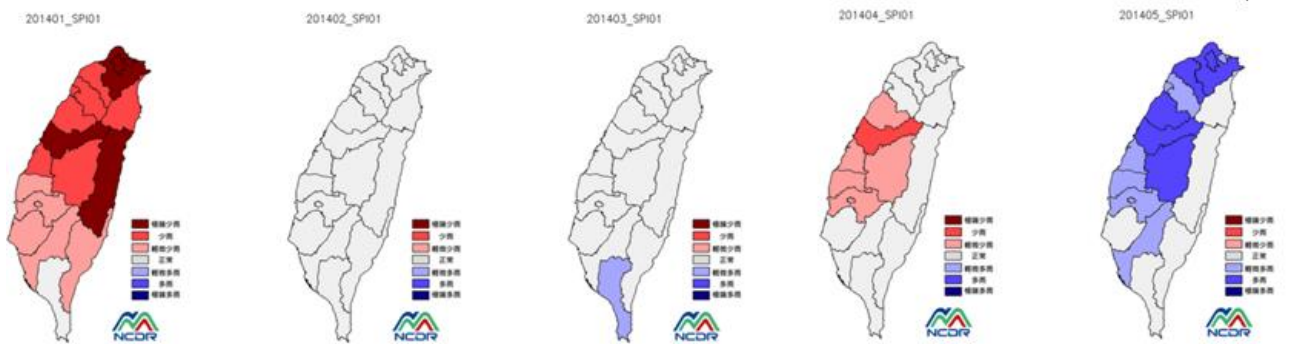 201401_SPI01
201402_SPI01
201403_SPI01
201404_SPI01
201405_SPI01
極端少雨
少雨
輕微少雨
正常
輕微多雨
多雨
極端多雨
NCDR
極端少雨
少雨
輕微少雨
正常
輕微多雨
多雨
極端多雨
NCDR
極端少雨
少雨
輕微少雨
正常
輕微多雨
多雨
極端多雨
NCDR
極端少雨
少雨
輕微少雨
正常
輕微多雨
多雨
極端多雨
NCDR
極端少雨
少雨
輕微少雨
正常
輕微多雨
多雨
極端多雨
NCDR